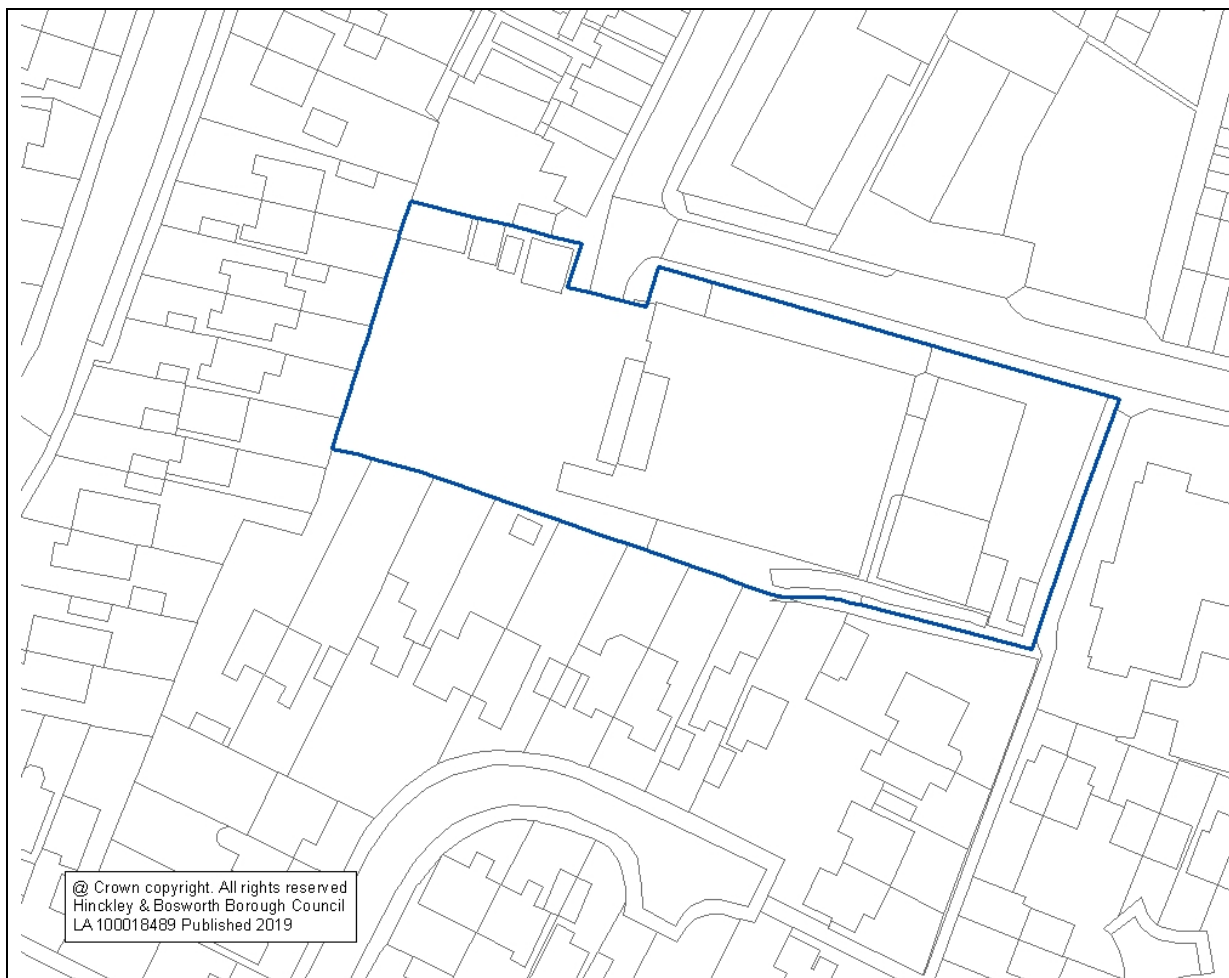 @ Crown copyright. All rights reserved
Hinckley & Bosworth Borough Council
LA 100018489 Published 2019